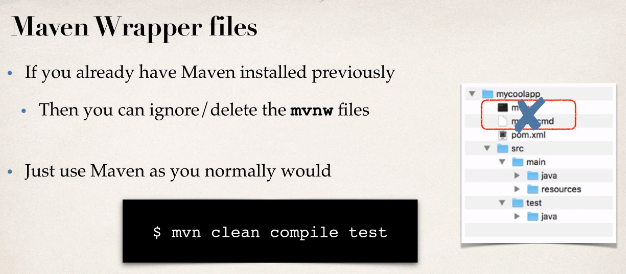 Maven Wrapper files
• If you already have Maven installed previously
• Then you can ignore/delete the mvnw files
• Just use Maven as you normally would
$ mvn clean compile test
mycoolapp
pom.xml
src
main
java
resources
test
java